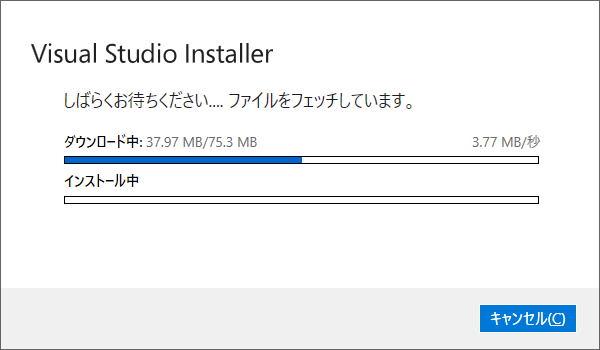 Visual Studio Installer
しばらくお待ちください.... ファイルをフェッチしています。
ダウンロード中: 37.97 MB/75.3 MB 3.77 MB/秒
インストール中
キャンセル(C)